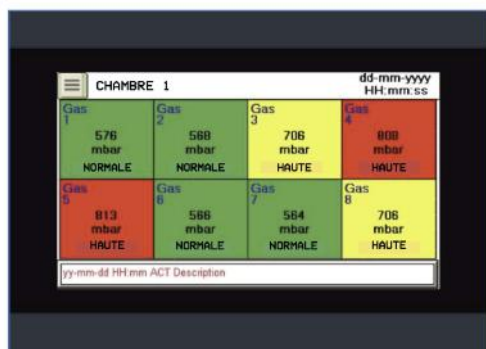 CHAMBRE 1
dd-mm-yyyy
HH:mm:ss
Gas 1
576
mbar
NORMALE
Gas 2
568
mbar
NORMALE
Gas 3
706
mbar
HAUTE
Gas 4
808
mbar
HAUTE
Gas 5
813
mbar
HAUTE
Gas 6
566
mbar
NORMALE
Gas 7
564
mbar
NORMALE
Gas 8
706
mbar
HAUTE
yy-mm-dd HH:mm ACT Description